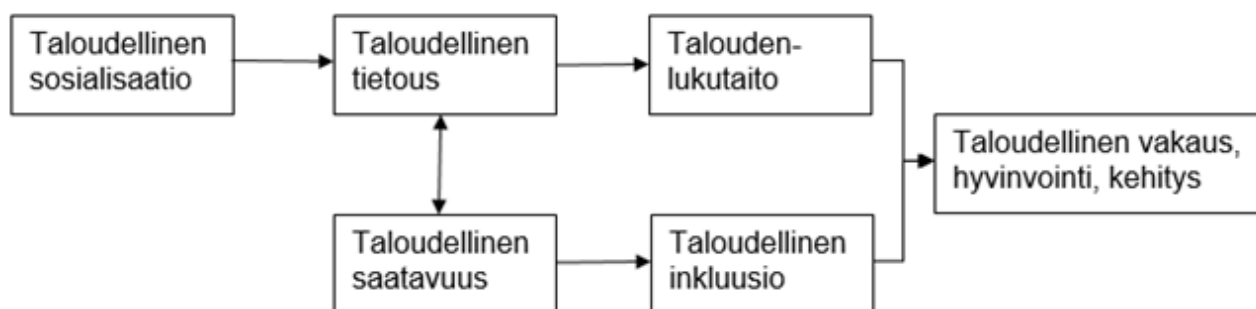 Taloudellinen
sosialisaatio
Taloudellinen
tietous
Talouden-
lukutaito
Taloudellinen vakaus,
hyvinvointi, kehitys
Taloudellinen
saatavuus
Taloudellinen
inkluusio